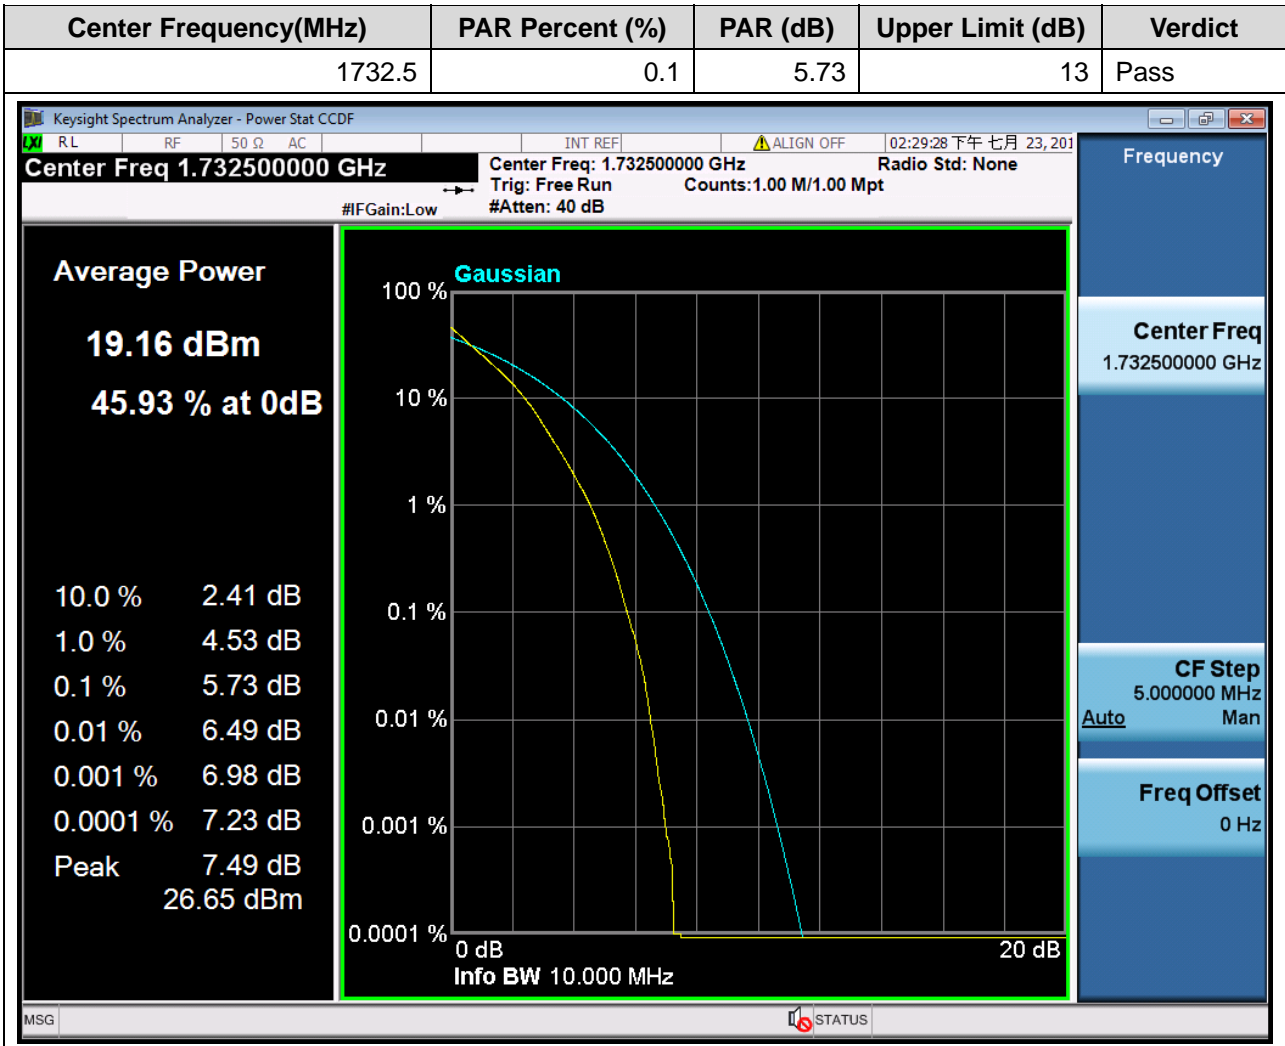 Center Frequency(MHz) PAR Percent (%) PAR (dB) Upper Limit (dB) Verdict
1732.5 0.1 5.73 13 Pass
Keysight Spectrum Analyzer - Power Stat CCDF
LXI RL RF 50 Ω AC INT REF ALIGN OFF 02:29:28 下午 七月 23, 201
Center Freq 1.732500000 GHz
Center Freq: 1.732500000 GHz Radio Std: None
Trig: Free Run Counts:1.00 M/1.00 Mpt
#IFGain:Low #Atten: 40 dB
Average Power
19.16 dBm
45.93 % at 0dB
10.0 % 2.41 dB
1.0 % 4.53 dB
0.1 % 5.73 dB
0.01 % 6.49 dB
0.001 % 6.98 dB
0.0001 % 7.23 dB
Peak 7.49 dB
26.65 dBm
Gaussian
100 %
10 %
1 %
0.1 %
0.01 %
0.001 %
0.0001 %
0 dB 20 dB
Info BW 10.000 MHz
Frequency
Center Freq
1.732500000 GHz
CF Step
5.000000 MHz
Auto Man
Freq Offset
0 Hz
MSG STATUS